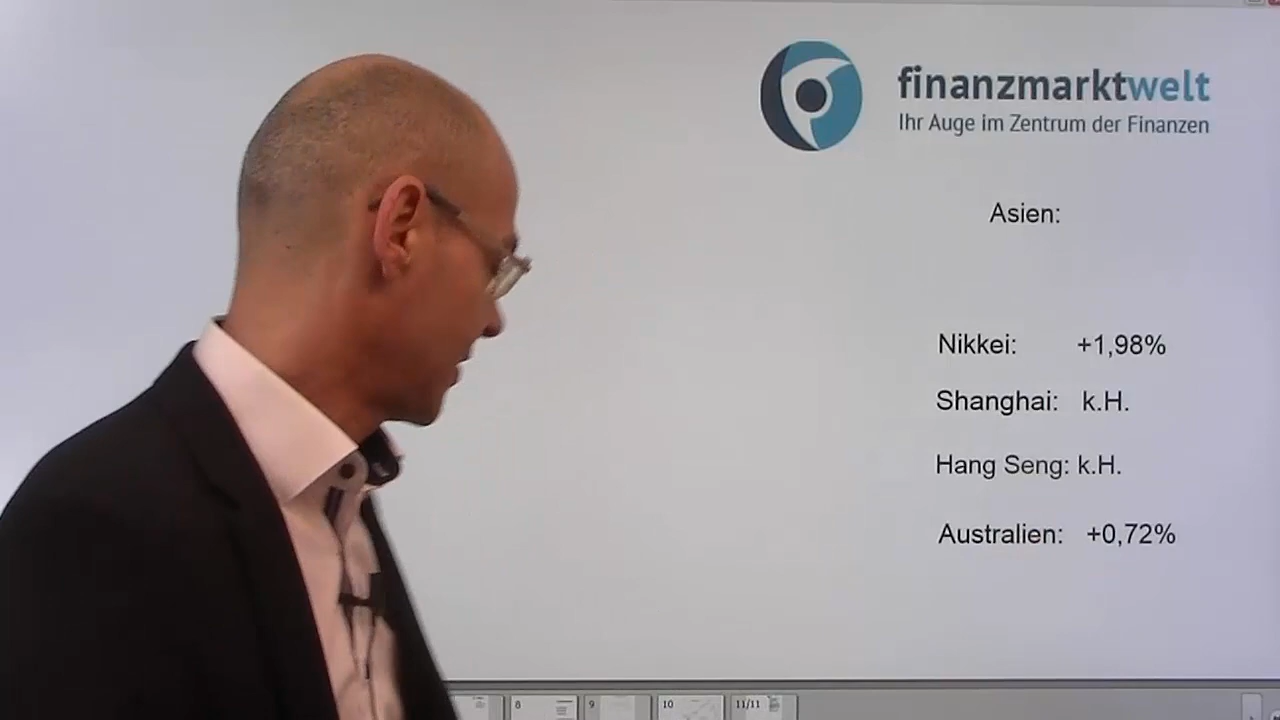 finanzmarktwelt
Ihr Auge im Zentrum der Finanzen
Asien:
Nikkei: +1,98%
Shanghai: k.H.
Hang Seng: k.H.
Australien: +0,72%
8 9 10 11/11